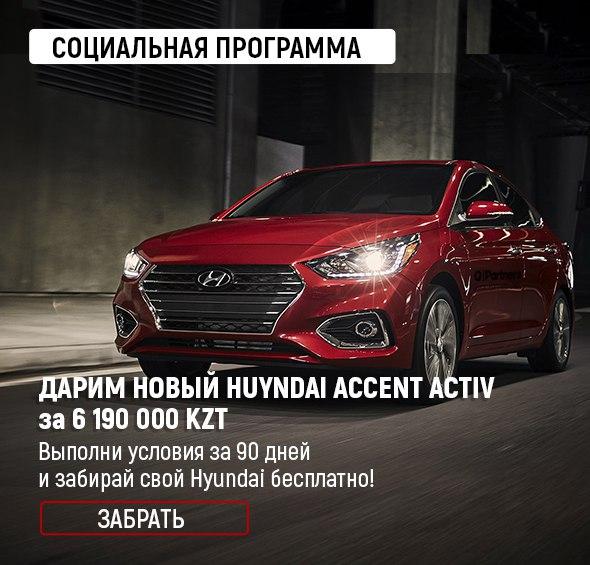 СОЦИАЛЬНАЯ ПРОГРАММА
QIPartners
ДАРИМ НОВЫЙ HUYNDAI ACCENT ACTIV
за 6 190 000 KZT
Выполни условия за 90 дней
и забирай свой Hyundai бесплатно!
ЗАБРАТЬ